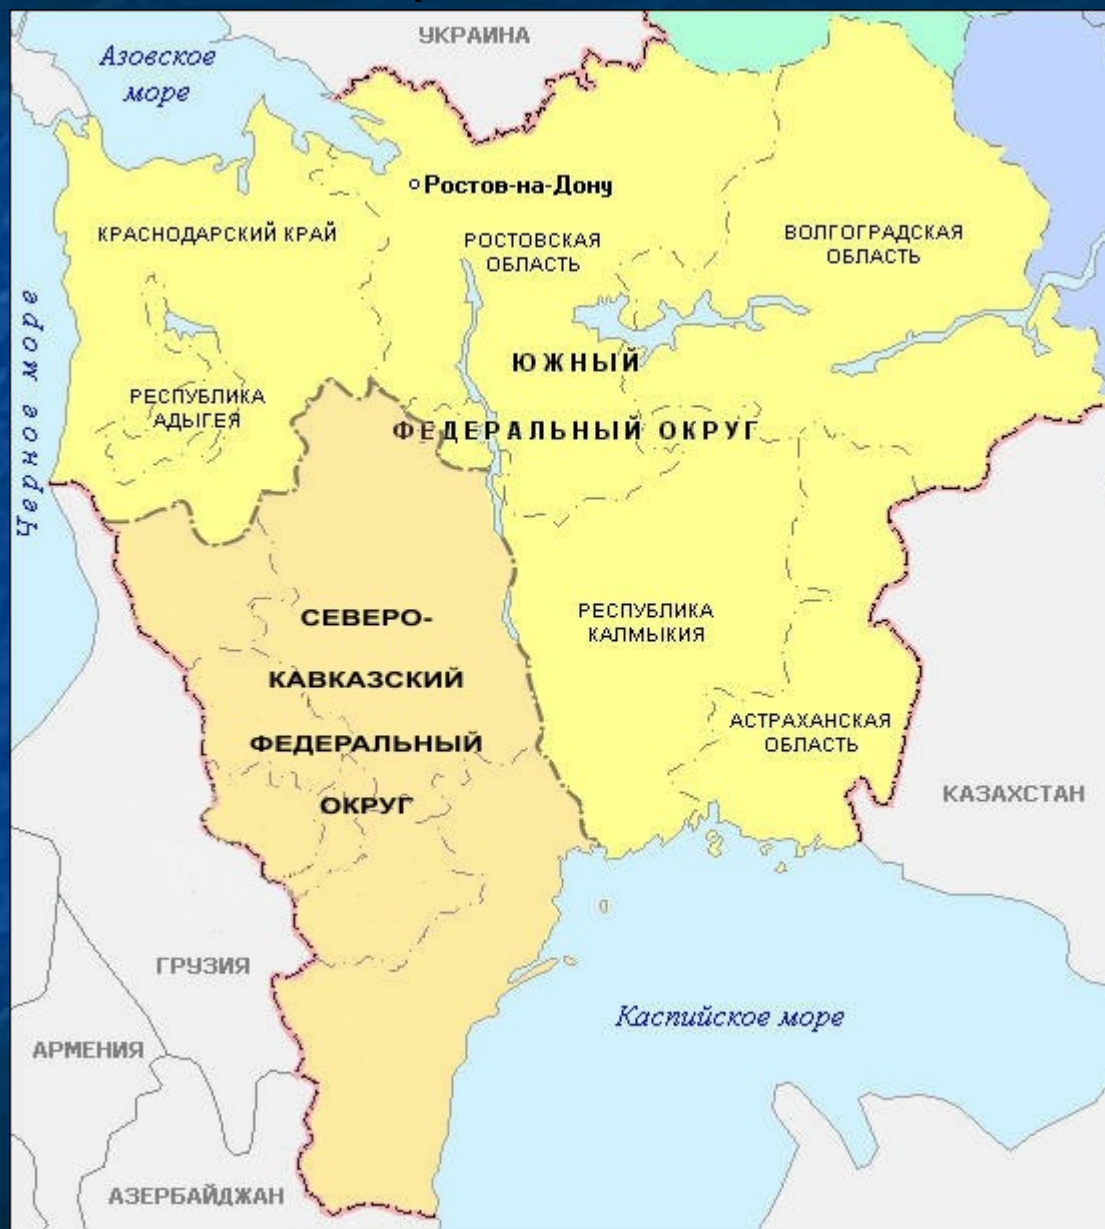 УКРАИНА
Азовское
море
Ростов-на-Дону
КРАСНОДАРСКИЙ КРАЙ
РОСТОВСКАЯ
ОБЛАСТЬ
ВОЛГОГРАДСКАЯ
ОБЛАСТЬ
Черное море
ЮЖНЫЙ
ФЕДЕРАЛЬНЫЙ ОКРУГ
РЕСПУБЛИКА
АДЫГЕЯ
СЕВЕРО-
КАВКАЗСКИЙ
ФЕДЕРАЛЬНЫЙ
ОКРУГ
РЕСПУБЛИКА
КАЛМЫКИЯ
АСТРАХАНСКАЯ
ОБЛАСТЬ
КАЗАХСТАН
ГРУЗИЯ
Каспийское море
АРМЕНИЯ
АЗЕРБАЙДЖАН